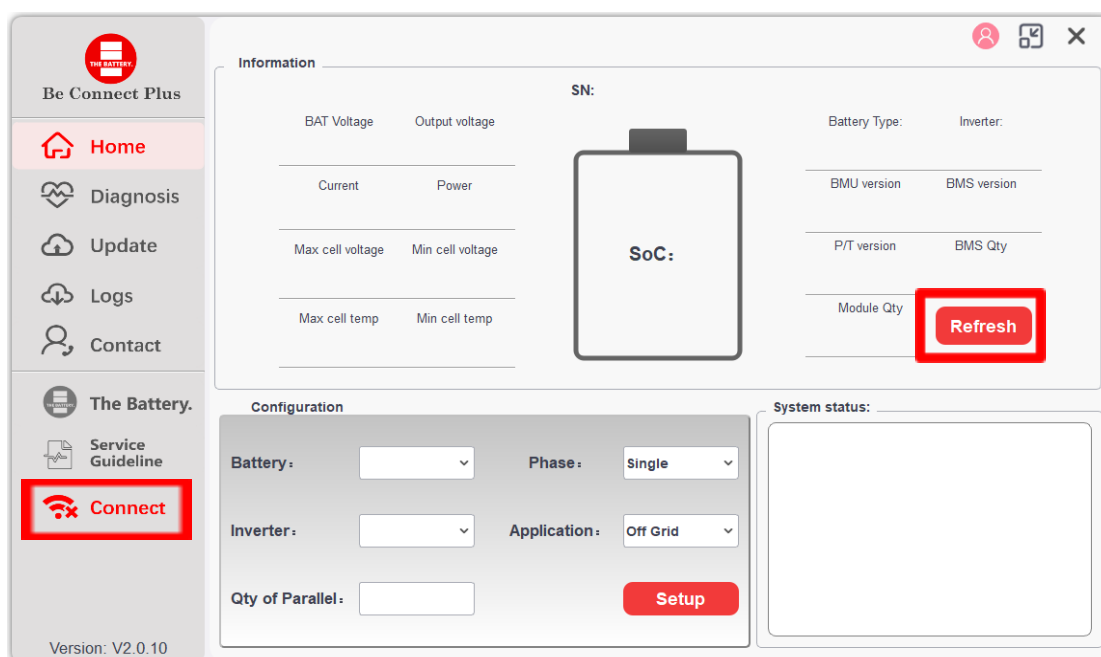 THE BATTERY.
Be Connect Plus
Home
Diagnosis
Update
Logs
Contact
The Battery.
Service
Guideline
Connect
Version: V2.0.10
Information
SN:
BAT Voltage Output voltage
Current Power
Max cell voltage Min cell voltage
Max cell temp Min cell temp
SoC：
Battery Type: Inverter:
BMU version BMS version
P/T version BMS Qty
Module Qty
Refresh
Configuration
Battery：
Phase： Single
Inverter：
Application： Off Grid
Qty of Parallel：
Setup
System status: